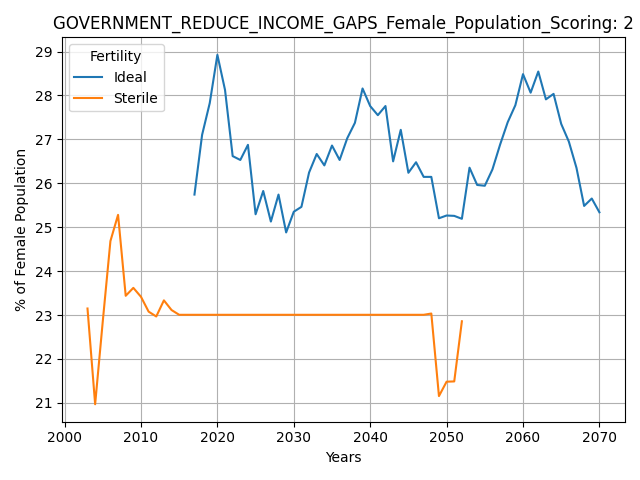 GOVERNMENT_REDUCE_INCOME_GAPS_Female_Population_Scoring: 2
Fertility
Ideal
Sterile
% of Female Population
29
28
27
26
25
24
23
22
21
2000 2010 2020 2030 2040 2050 2060 2070
Years